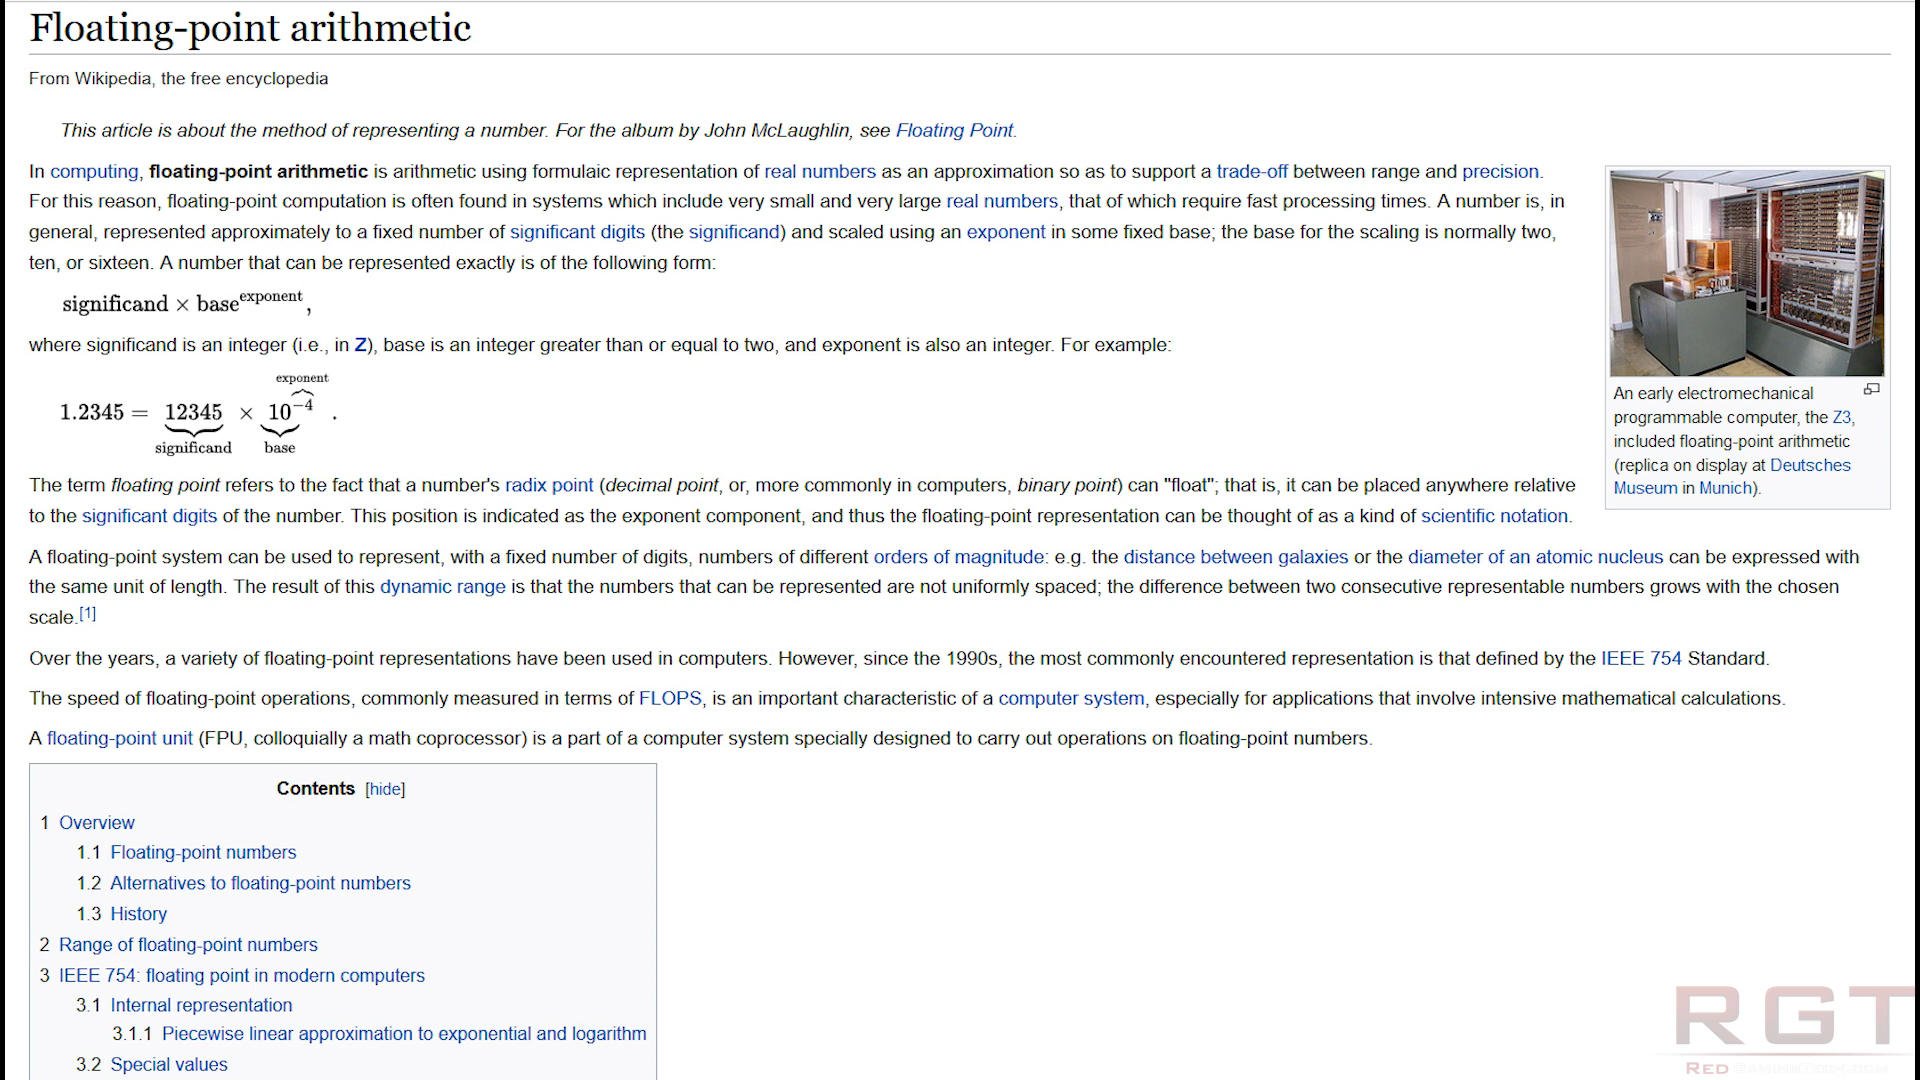 Floating-point arithmetic
From Wikipedia, the free encyclopedia
This article is about the method of representing a number. For the album by John McLaughlin, see Floating Point.
In computing, floating-point arithmetic is arithmetic using formulaic representation of real numbers as an approximation so as to support a trade-off between range and precision.
For this reason, floating-point computation is often found in systems which include very small and very large real numbers, that of which require fast processing times. A number is, in
general, represented approximately to a fixed number of significant digits (the significand) and scaled using an exponent in some fixed base; the base for the scaling is normally two,
ten, or sixteen. A number that can be represented exactly is of the following form:
significand × base^exponent,
where significand is an integer (i.e., in Z), base is an integer greater than or equal to two, and exponent is also an integer. For example:
exponent
1.2345 = 12345 × 10^−4.
significand base
An early electromechanical
programmable computer, the Z3,
included floating-point arithmetic
(replica on display at Deutsches
Museum in Munich).
The term floating point refers to the fact that a number's radix point (decimal point, or, more commonly in computers, binary point) can "float"; that is, it can be placed anywhere relative
to the significant digits of the number. This position is indicated as the exponent component, and thus the floating-point representation can be thought of as a kind of scientific notation.
A floating-point system can be used to represent, with a fixed number of digits, numbers of different orders of magnitude: e.g. the distance between galaxies or the diameter of an atomic nucleus can be expressed with
the same unit of length. The result of this dynamic range is that the numbers that can be represented are not uniformly spaced; the difference between two consecutive representable numbers grows with the chosen
scale.[1]
Over the years, a variety of floating-point representations have been used in computers. However, since the 1990s, the most commonly encountered representation is that defined by the IEEE 754 Standard.
The speed of floating-point operations, commonly measured in terms of FLOPS, is an important characteristic of a computer system, especially for applications that involve intensive mathematical calculations.
A floating-point unit (FPU, colloquially a math coprocessor) is a part of a computer system specially designed to carry out operations on floating-point numbers.
Contents [hide]
1 Overview
1.1 Floating-point numbers
1.2 Alternatives to floating-point numbers
1.3 History
2 Range of floating-point numbers
3 IEEE 754: floating point in modern computers
3.1 Internal representation
3.1.1 Piecewise linear approximation to exponential and logarithm
3.2 Special values
RGT
RED